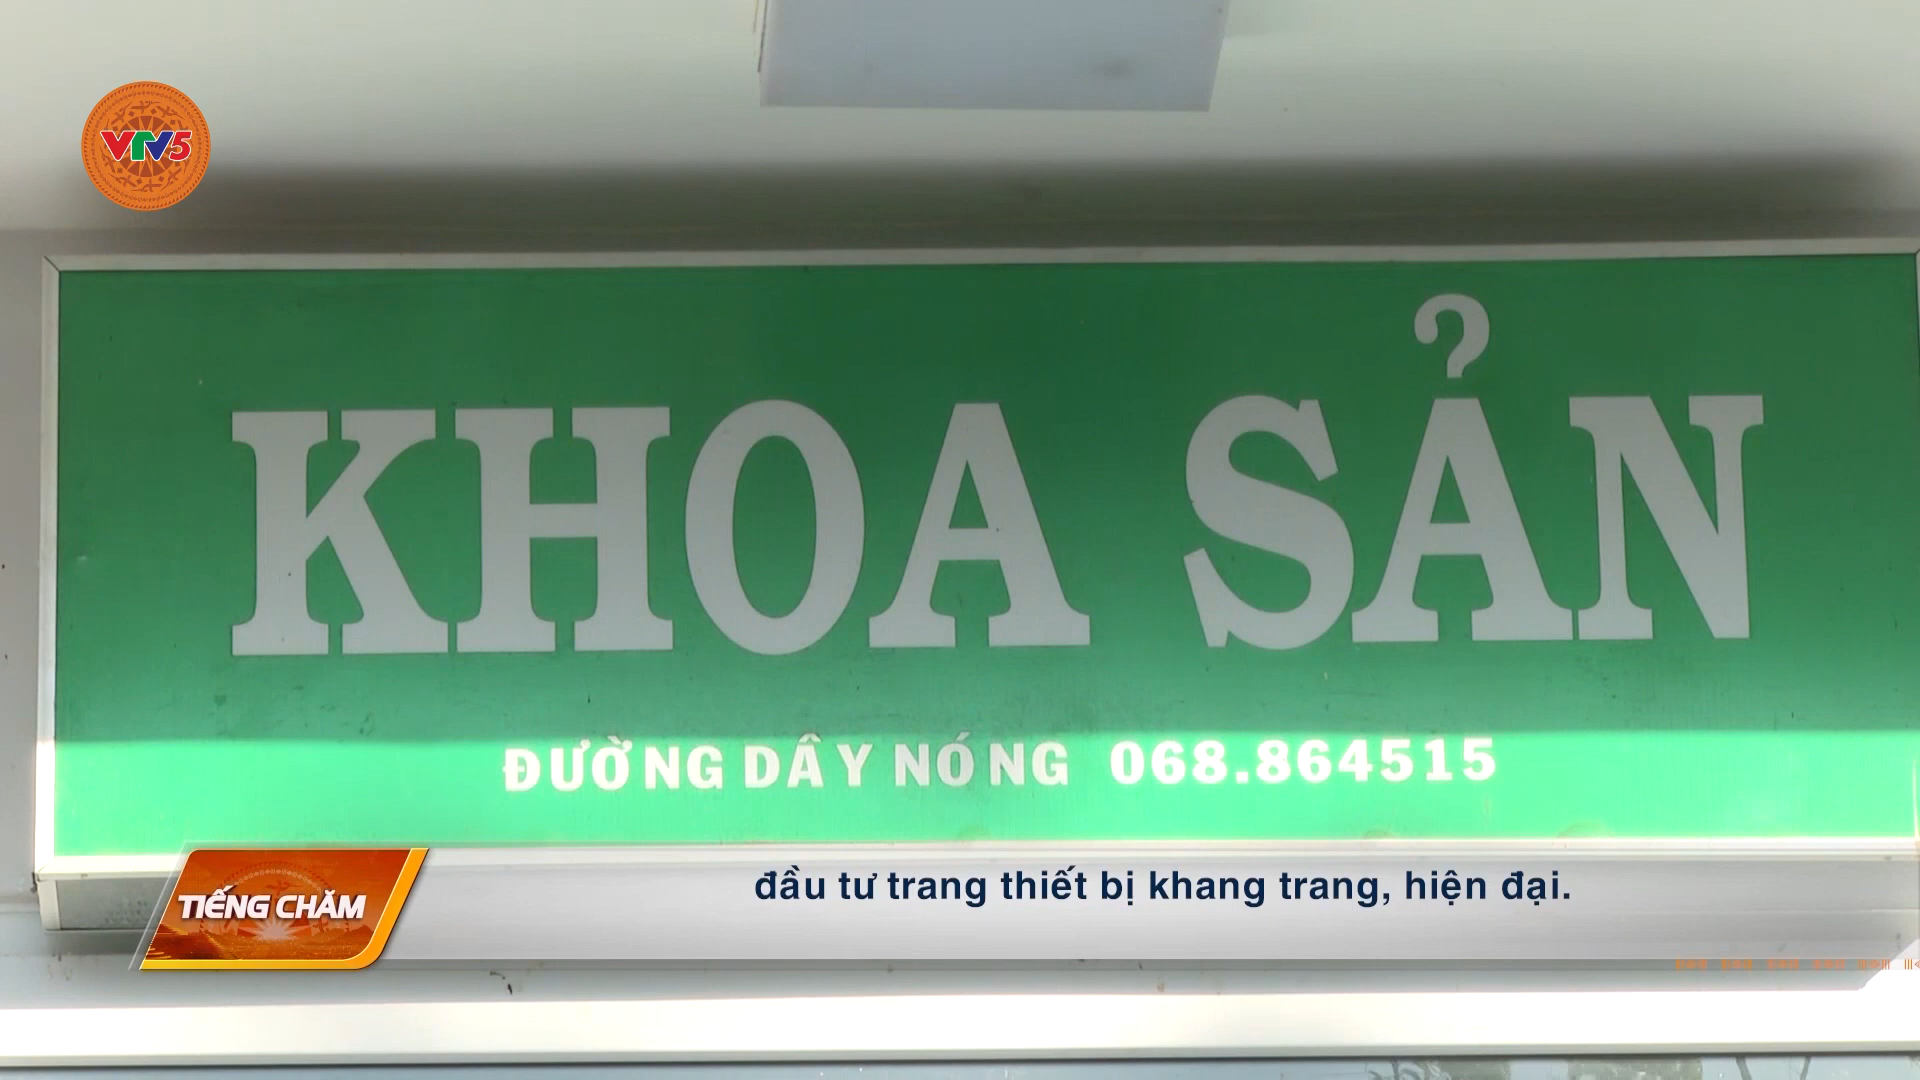 VTV5
KHOA SẢN
ĐƯỜNG DÂY NÓNG 068.864515
đầu tư trang thiết bị khang trang, hiện đại.
TIẾNG CHĂM